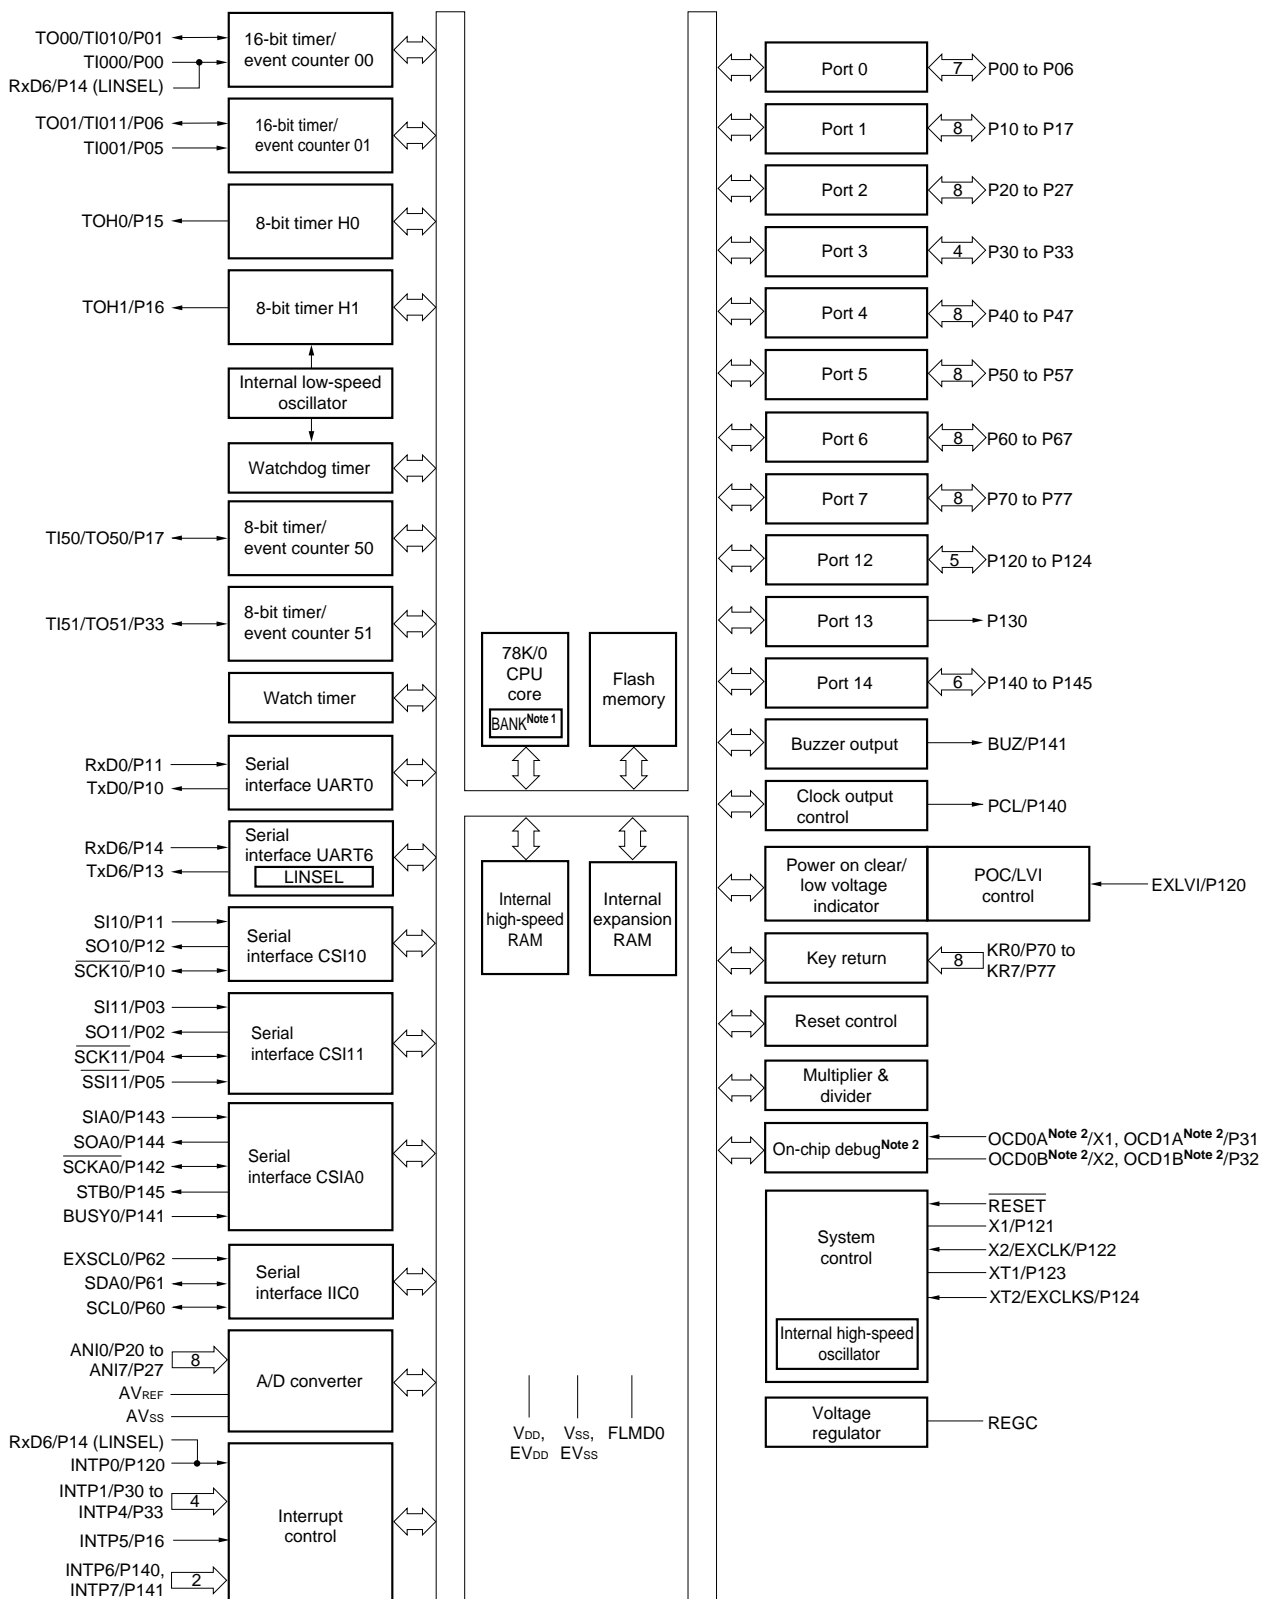 TO00/TI010/P01
TI000/P00
RxD6/P14 (LINSEL)
16-bit timer/
event counter 00
TO01/TI011/P06
TI001/P05
16-bit timer/
event counter 01
TOH0/P15
8-bit timer H0
TOH1/P16
8-bit timer H1
Internal low-speed
oscillator
Watchdog timer
TI50/TO50/P17
8-bit timer/
event counter 50
TI51/TO51/P33
8-bit timer/
event counter 51
Watch timer
RxD0/P11
TxD0/P10
Serial
interface UART0
RxD6/P14
TxD6/P13
Serial
interface UART6
LINSEL
SI10/P11
SO10/P12
SCK10/P10
Serial
interface CSI10
SI11/P03
SO11/P02
SCK11/P04
SSI11/P05
Serial
interface CSI11
SIA0/P143
SOA0/P144
SCKA0/P142
STB0/P145
BUSY0/P141
Serial
interface CSIA0
EXSCL0/P62
SDA0/P61
SCL0/P60
Serial
interface IIC0
ANI0/P20 to
ANI7/P27
8
AVREF
AVSS
A/D converter
RxD6/P14 (LINSEL)
INTP0/P120
INTP1/P30 to
INTP4/P33
4
INTP5/P16
INTP6/P140,
INTP7/P141
2
Interrupt
control
78K/0
CPU
core
BANKNote 1
Flash
memory
Internal
high-speed
RAM
Internal
expansion
RAM
VDD,
EVDD
VSS,
EVSS
FLMD0
Port 0
7
P00 to P06
Port 1
8
P10 to P17
Port 2
8
P20 to P27
Port 3
4
P30 to P33
Port 4
8
P40 to P47
Port 5
8
P50 to P57
Port 6
8
P60 to P67
Port 7
8
P70 to P77
Port 12
5
P120 to P124
Port 13
P130
Port 14
6
P140 to P145
Buzzer output
BUZ/P141
Clock output
control
PCL/P140
Power on clear/
low voltage
indicator
POC/LVI
control
EXLVI/P120
Key return
8
KR0/P70 to
KR7/P77
Reset control
Multiplier &
divider
On-chip debugNote 2
OCD0ANote 2/X1, OCD1ANote 2/P31
OCD0BNote 2/X2, OCD1BNote 2/P32
System
control
RESET
X1/P121
X2/EXCLK/P122
XT1/P123
XT2/EXCLKS/P124
Internal high-speed
oscillator
Voltage
regulator
REGC